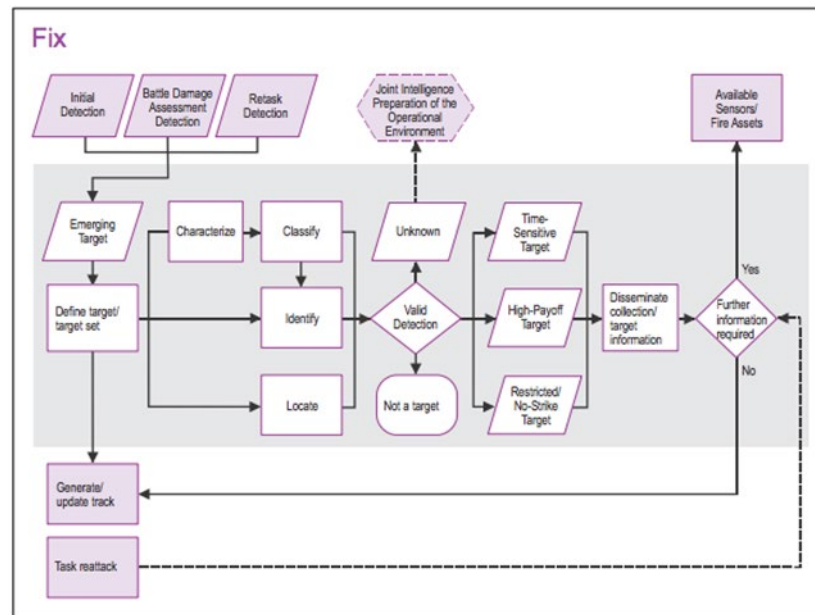 Fix
Initial
Detection
Battle Damage
Assessment
Detection
Retask
Detection
Joint Intelligence
Preparation of the
Operational
Environment
Available
Sensors/
Fire Assets
Emerging
Target
Characterize
Classify
Unknown
Time-
Sensitive
Target
Yes
Define target/
target set
Identify
Valid
Detection
High-Payoff
Target
Disseminate
collection/
target
information
Further
information
required
Locate
Not a target
Restricted/
No-Strike
Target
No
Generate/
update track
Task reattack